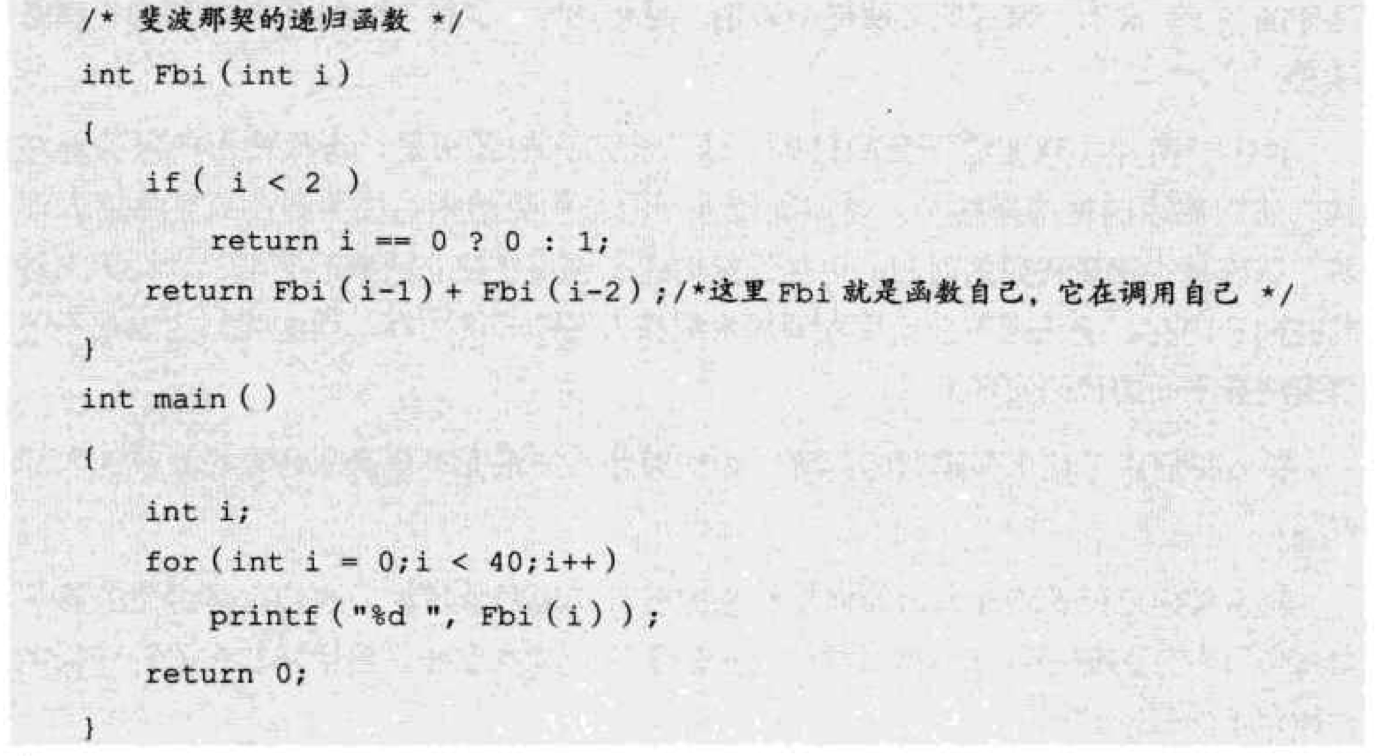 /* 斐波那契的递归函数 */
int Fbi(int i)
{
if( i < 2 )
return i == 0 ? 0 : 1;
return Fbi(i-1)+ Fbi(i-2);/*这里 Fbi 就是函数自己，它在调用自己 */
}
int main()
{
int i;
for(int i = 0;i < 40;i++)
printf("%d ", Fbi(i));
return 0;
}